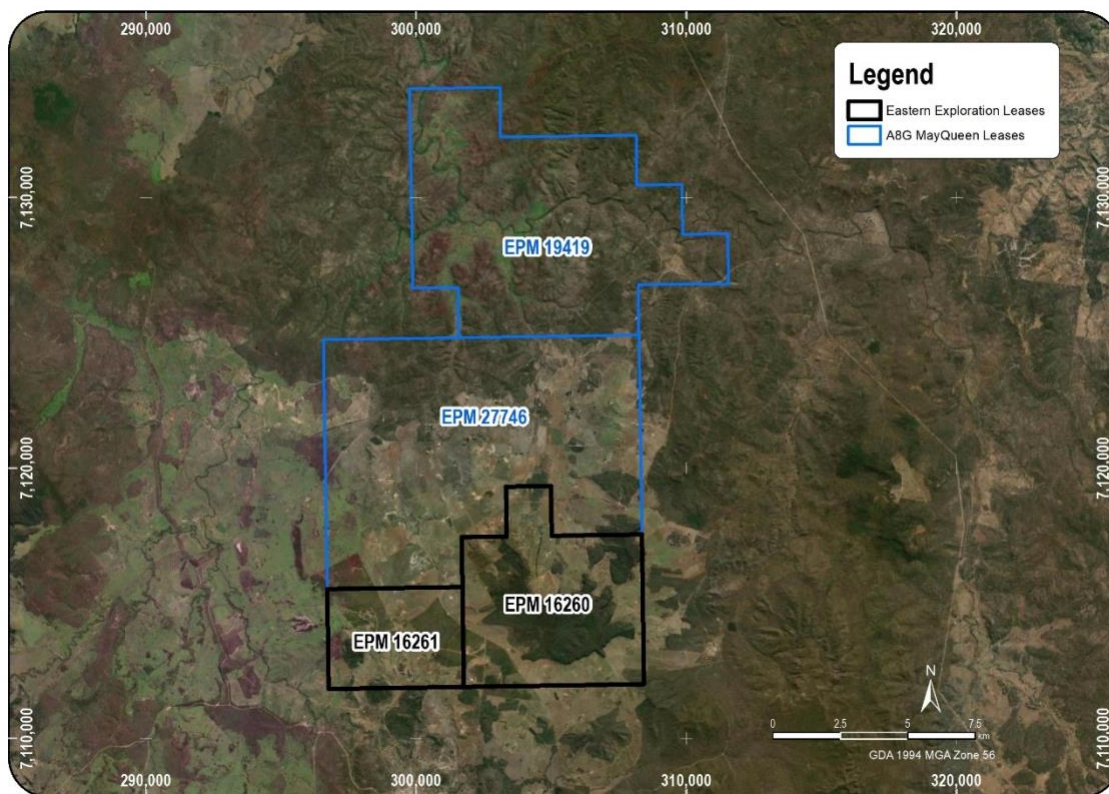 290,000 300,000 310,000 320,000
Legend
Eastern Exploration Leases
A8G MayQueen Leases
7,130,000 7,130,000
EPM 19419
EPM 27746
7,120,000 7,120,000
EPM 16260
EPM 16261
N
0 2.5 5 7.5
km
7,110,000 7,110,000
GDA 1994 MGA Zone 56
290,000 300,000 310,000 320,000